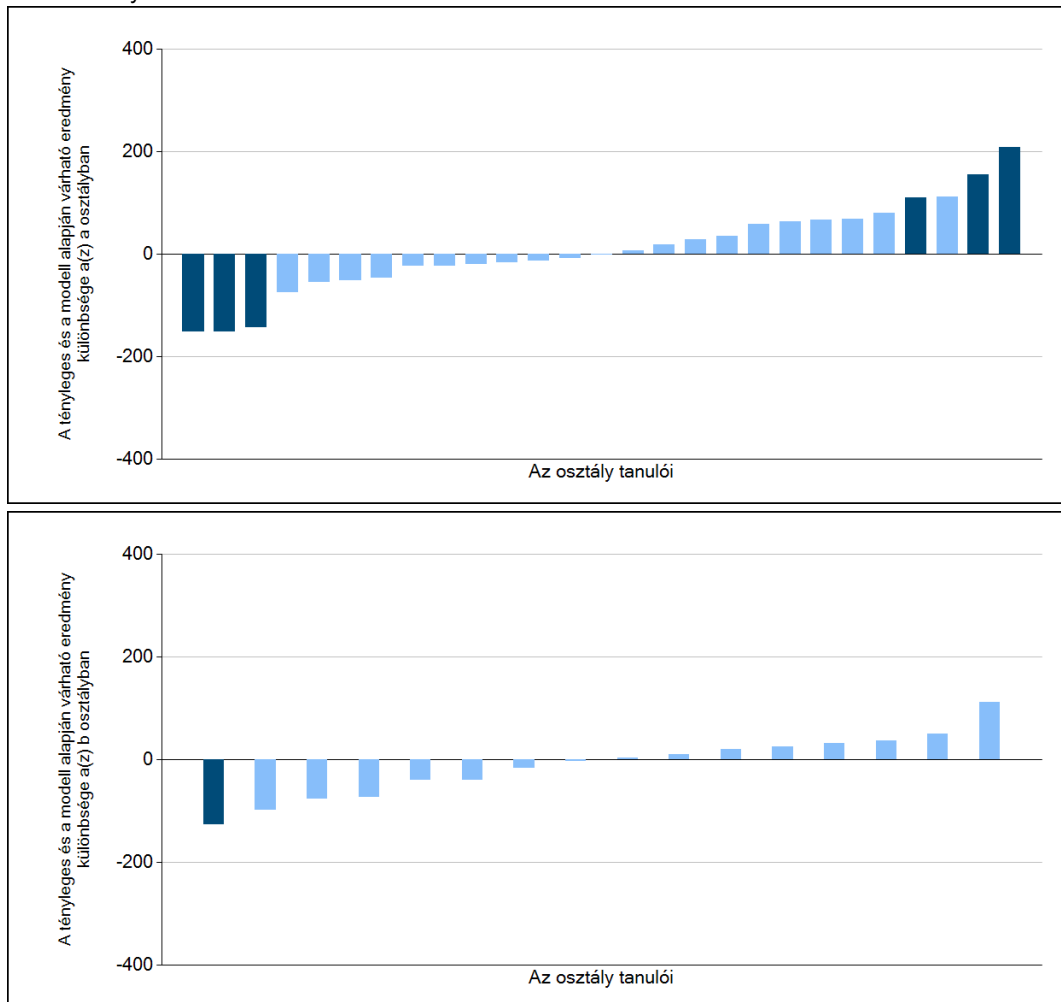 A tényleges és a modell alapján várható eredmény
különbsége a(z) a osztályban
400
200
0
-200
-400
Az osztály tanulói
A tényleges és a modell alapján várható eredmény
különbsége a(z) b osztályban
400
200
0
-200
-400
Az osztály tanulói